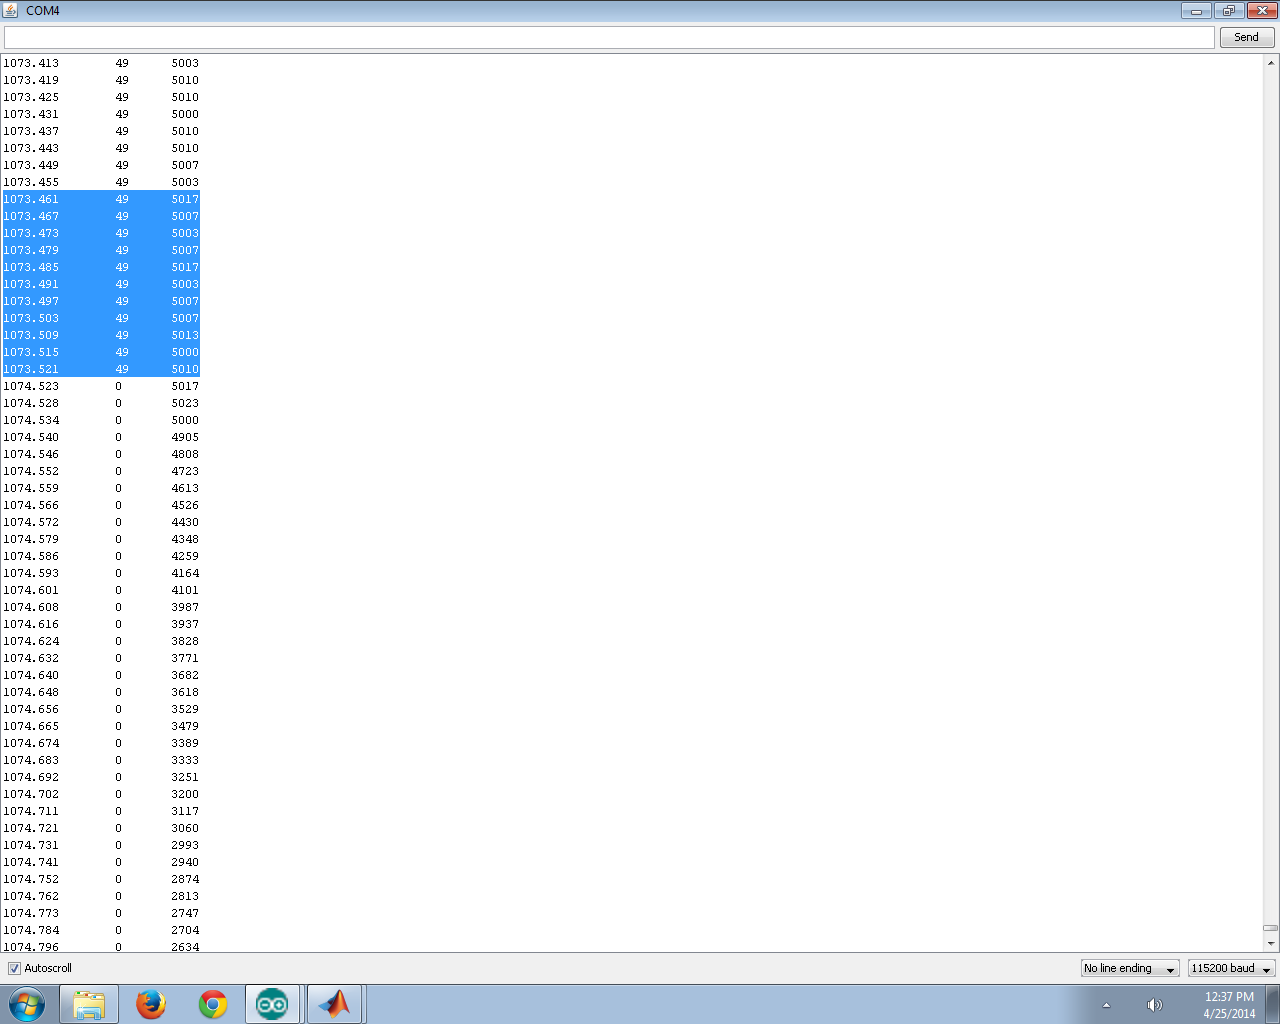 COM4
Send
1073.413 49 5003
1073.419 49 5010
1073.425 49 5010
1073.431 49 5000
1073.437 49 5010
1073.443 49 5010
1073.449 49 5007
1073.455 49 5003
1073.461 49 5017
1073.467 49 5007
1073.473 49 5003
1073.479 49 5007
1073.485 49 5017
1073.491 49 5003
1073.497 49 5007
1073.503 49 5007
1073.509 49 5013
1073.515 49 5000
1073.521 49 5010
1074.523 0 5017
1074.528 0 5023
1074.534 0 5000
1074.540 0 4905
1074.546 0 4808
1074.552 0 4723
1074.559 0 4613
1074.566 0 4526
1074.572 0 4430
1074.579 0 4348
1074.586 0 4259
1074.593 0 4164
1074.601 0 4101
1074.608 0 3987
1074.616 0 3937
1074.624 0 3828
1074.632 0 3771
1074.640 0 3682
1074.648 0 3618
1074.656 0 3529
1074.665 0 3479
1074.674 0 3389
1074.683 0 3333
1074.692 0 3251
1074.702 0 3200
1074.711 0 3117
1074.721 0 3060
1074.731 0 2993
1074.741 0 2940
1074.752 0 2874
1074.762 0 2813
1074.773 0 2747
1074.784 0 2704
1074.796 0 2634
Autoscroll
No line ending
115200 baud
12:37 PM
4/25/2014